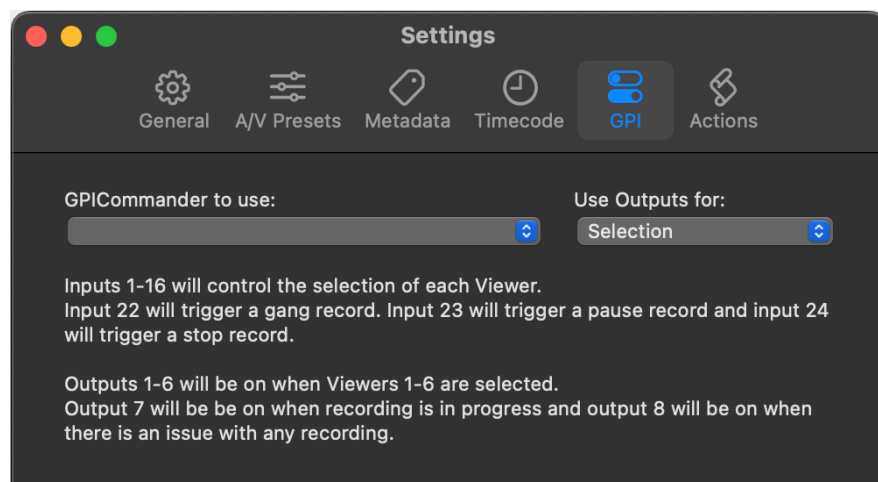 Settings
General A/V Presets Metadata Timecode GPI Actions
GPICommander to use: Use Outputs for:
Selection
Inputs 1-16 will control the selection of each Viewer.
Input 22 will trigger a gang record. Input 23 will trigger a pause record and input 24
will trigger a stop record.
Outputs 1-6 will be on when Viewers 1-6 are selected.
Output 7 will be be on when recording is in progress and output 8 will be on when
there is an issue with any recording.